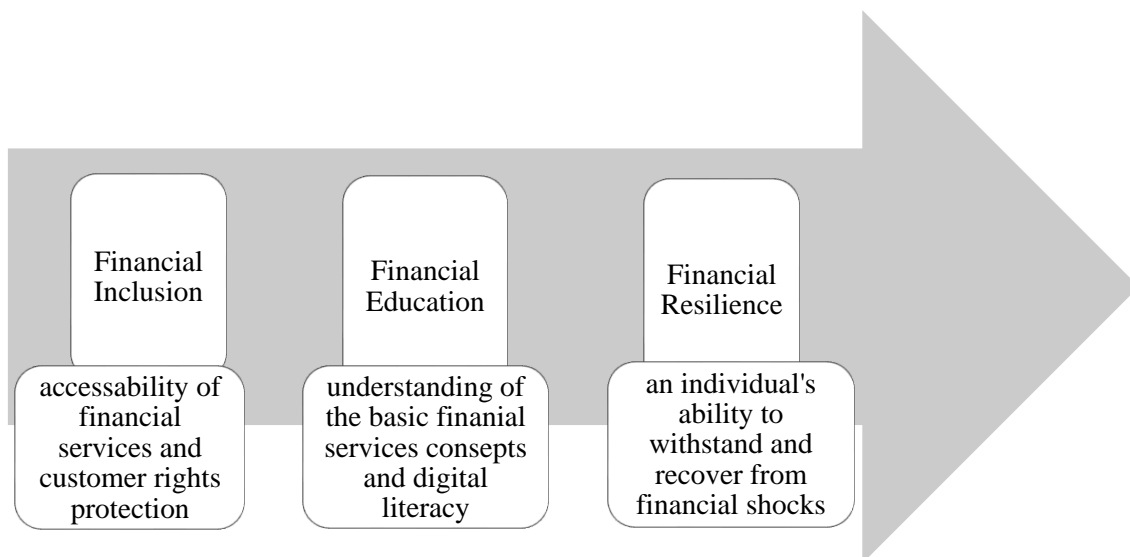 Financial
Inclusion
accessability of
financial
services and
customer rights
protection
Financial
Education
understanding of
the basic finanial
services consepts
and digital
literacy
Financial
Resilience
an individual's
ability to
withstand and
recover from
financial shocks